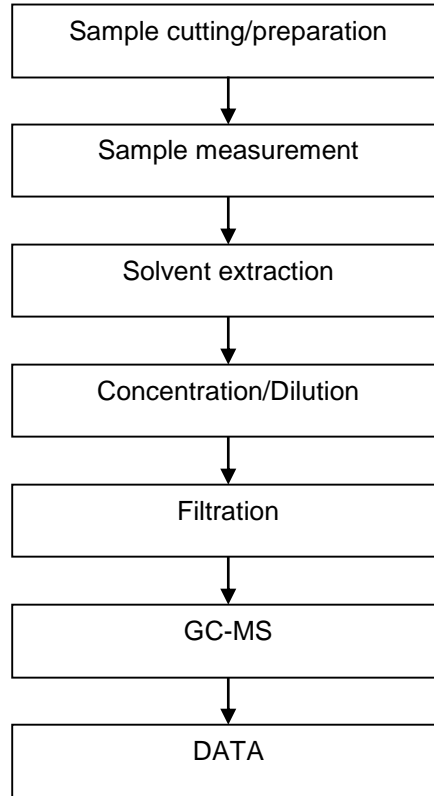 Sample cutting/preparation
Sample measurement
Solvent extraction
Concentration/Dilution
Filtration
GC-MS
DATA